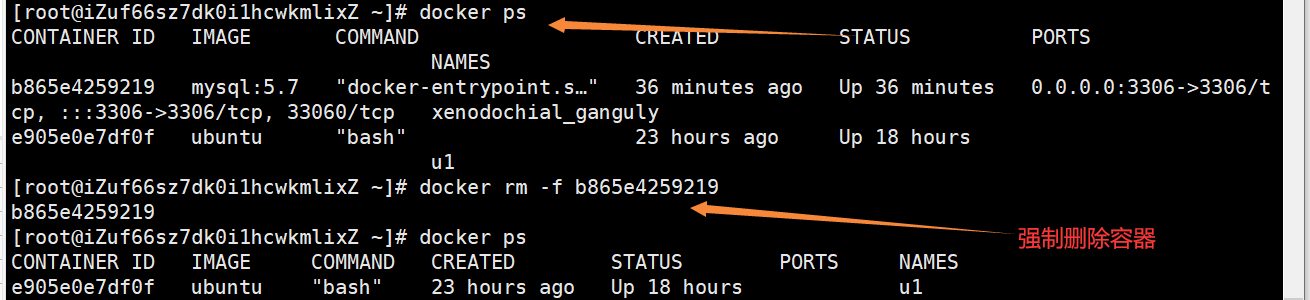 [root@iZuf66sz7dk0i1hcwkmlixZ ~]# docker ps
CONTAINER ID   IMAGE       COMMAND                  CREATED          STATUS          PORTS
                                   NAMES
b865e4259219   mysql:5.7   "docker-entrypoint.s…"   36 minutes ago   Up 36 minutes   0.0.0.0:3306->3306/t
cp, :::3306->3306/tcp, 33060/tcp   xenodochial_ganguly
e905e0e7df0f   ubuntu      "bash"                   23 hours ago     Up 18 hours
                                   u1
[root@iZuf66sz7dk0i1hcwkmlixZ ~]# docker rm -f b865e4259219
b865e4259219
[root@iZuf66sz7dk0i1hcwkmlixZ ~]# docker ps
强制删除容器
CONTAINER ID   IMAGE     COMMAND   CREATED        STATUS        PORTS     NAMES
e905e0e7df0f   ubuntu    "bash"    23 hours ago   Up 18 hours             u1